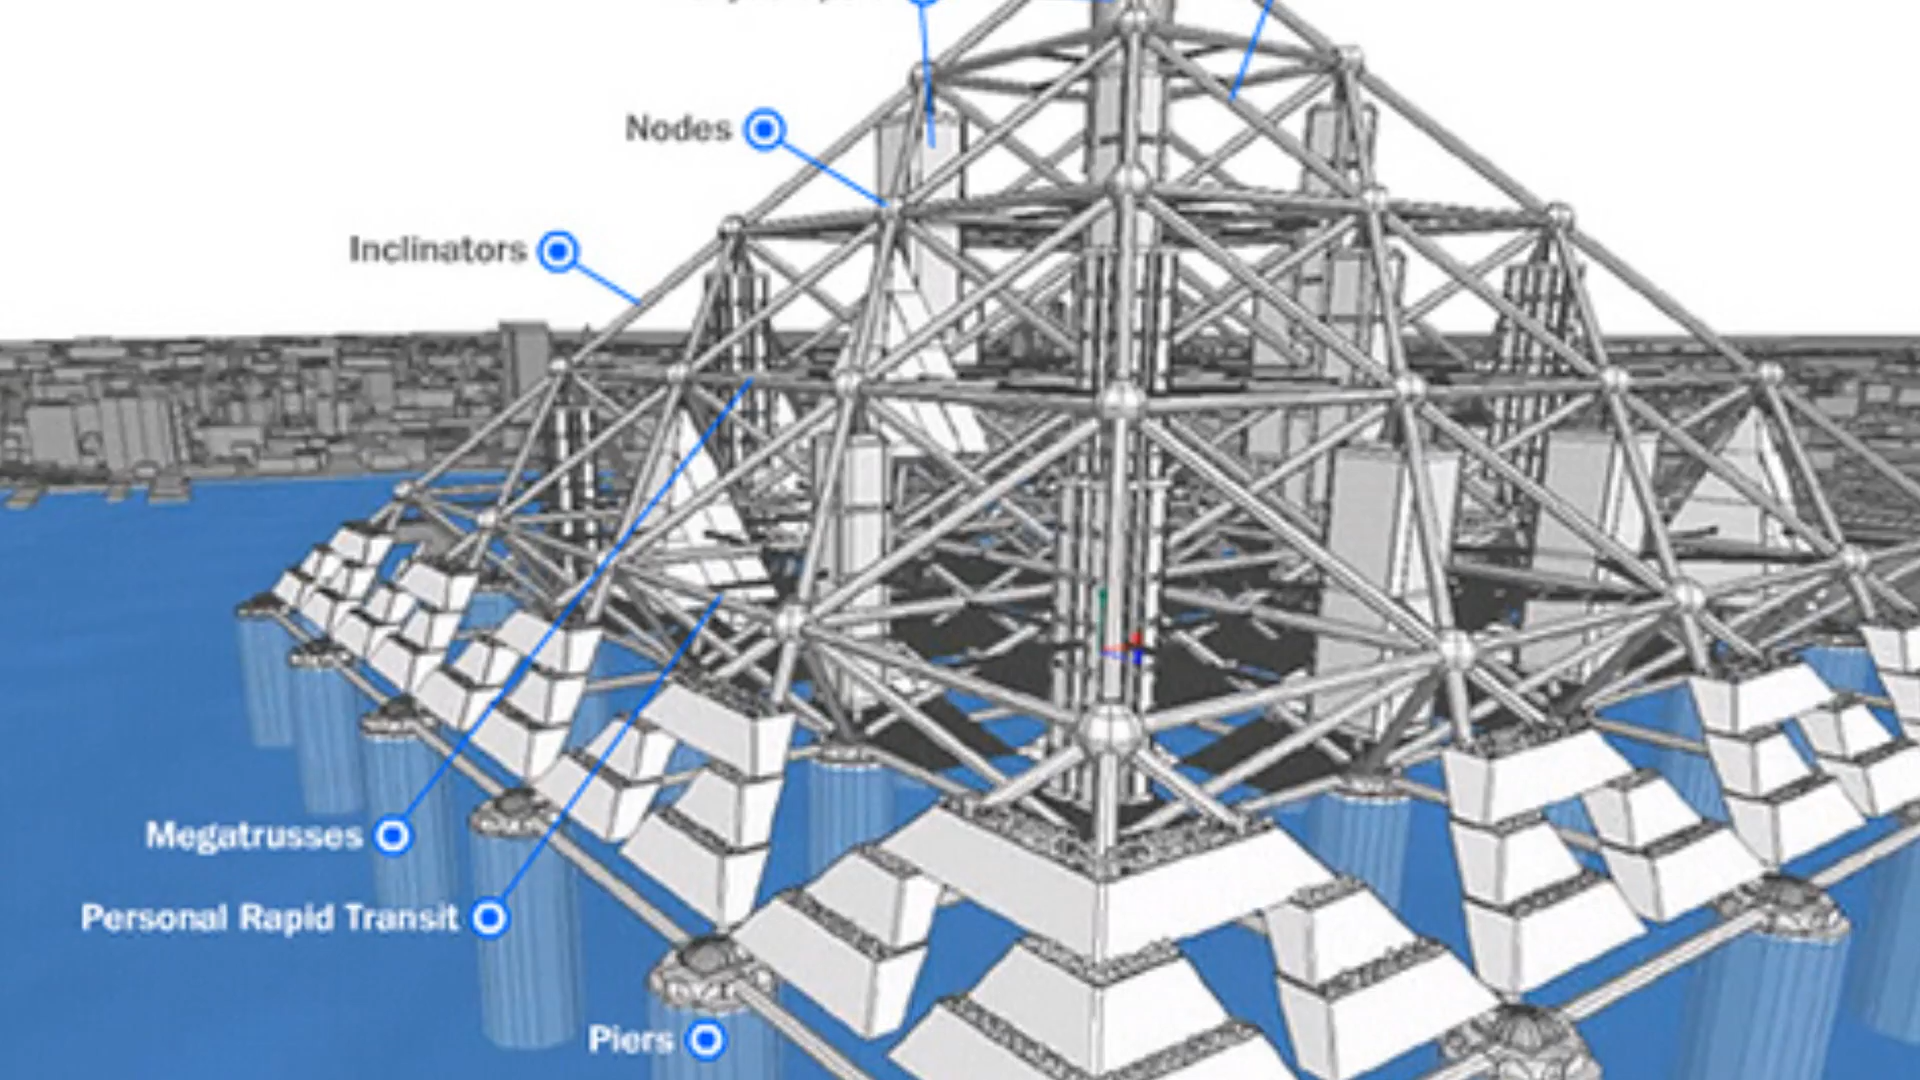 Nodes
Inclinators
Megatrusses
Personal Rapid Transit
Piers